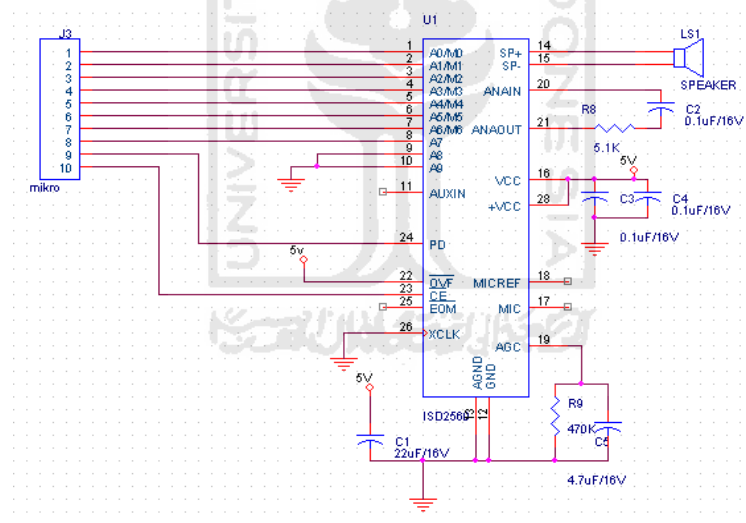 U1
J3
LS1
1 1 A0/M0 SP+ 14
2 2 A1/M1 SP- 15
3 3 A2/M2
4 4 A3/M3 ANAIN 20 SPEAKER
5 5 A4/M4
6 6 A5/M5 R8 C2
7 7 A6/M6 ANAOUT 21 0.1uF/16V
8 8 A7
9 9 A8 5.1K
10 10 A9 5V
mikro
11 AUXIN VCC 16
+VCC 28 C3 C4
0.1uF/16V
24 PD 0.1uF/16V
5v
22 OVF MICREF 18
23 CE
25 EOM MIC 17
26 XCLK AGC 19
5V
AGND GND
13 12
ISD2560
R9
470K C5
C1
22uF/16V
4.7uF/16V
UNIVERSI
ONESIA